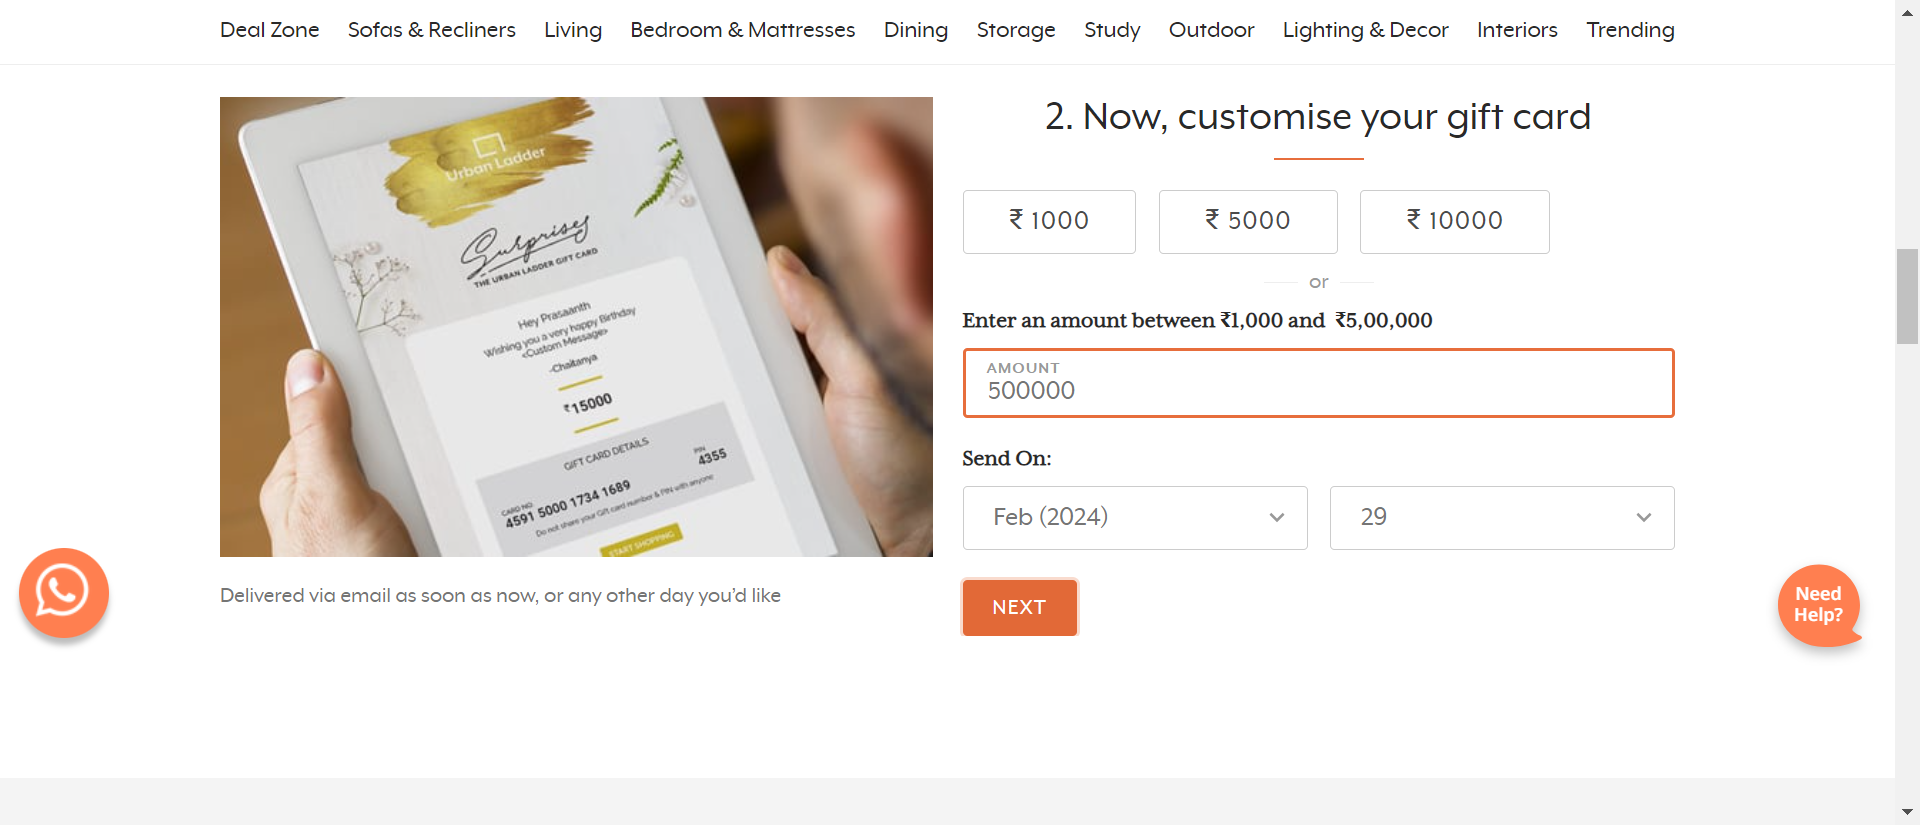 Deal Zone Sofas & Recliners Living Bedroom & Mattresses Dining Storage Study Outdoor Lighting & Decor Interiors Trending
Urban Ladder
Surprises
THE URBAN LADDER GIFT CARD
Hey Prasaanth
Wishing you a very happy Birthday
<Custom Message>
-Chaitanya
₹15000
GIFT CARD DETAILS
CARD NO
4591 5000 1734 1689
PIN
4355
Do not share your Gift card number & PIN with anyone
START SHOPPING
Delivered via email as soon as now, or any other day you’d like
2. Now, customise your gift card
₹ 1000 ₹ 5000 ₹ 10000
or
Enter an amount between ₹1,000 and ₹5,00,000
AMOUNT
500000
Send On:
Feb (2024) 29
NEXT
Need
Help?